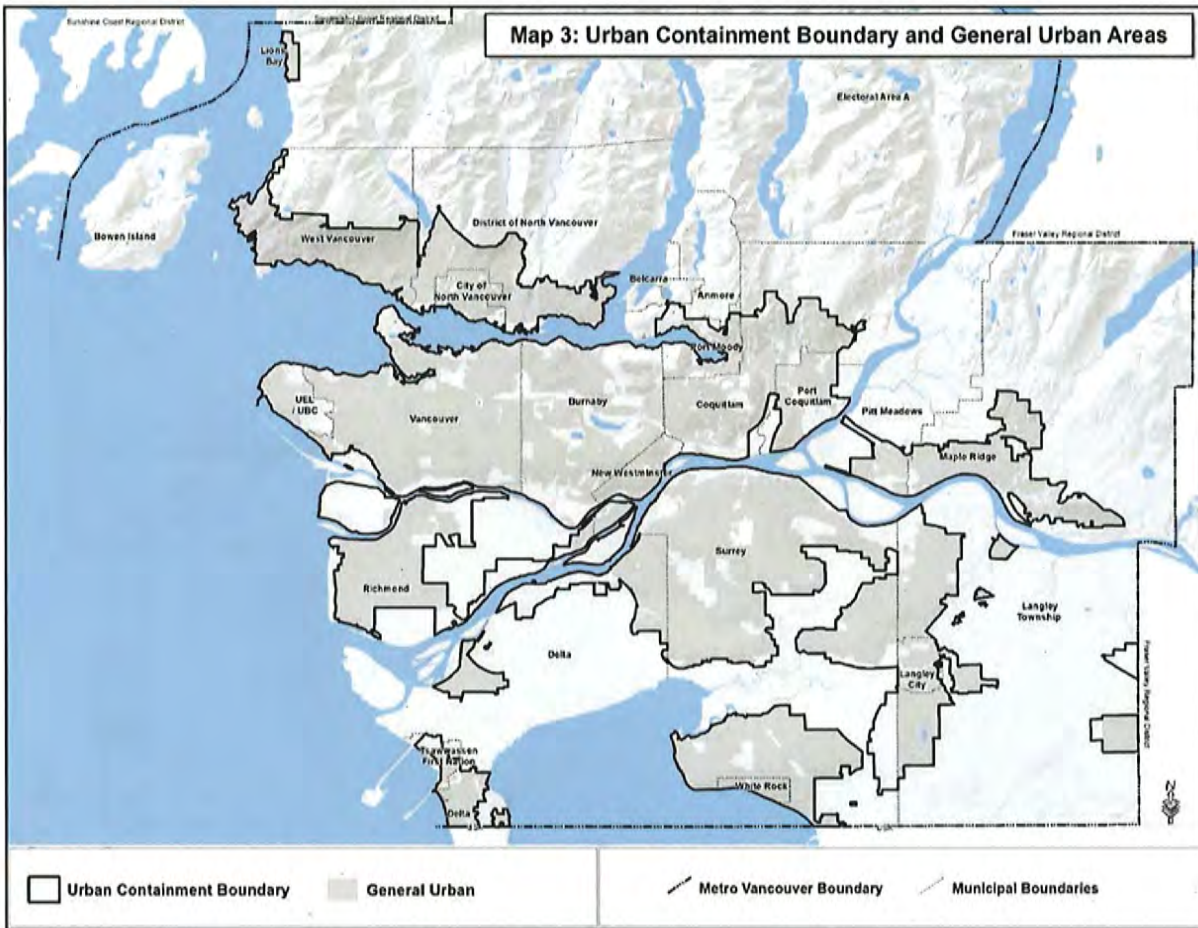 Sunshine Coast Regional District
Map 3: Urban Containment Boundary and General Urban Areas
Lions
Bay
Electoral Area A
Bowen Island
West Vancouver
District of North Vancouver
Fraser Valley Regional District
City of
North Vancouver
Belcarra
Anmore
Port Moody
UEL
/ UBC
Vancouver
Burnaby
Coquitlam
Port
Coquitlam
Pitt Meadows
Maple Ridge
New Westminster
Richmond
Surrey
Delta
Langley
Township
Langley
City
Fraser Valley Regional District
Tsawwassen
First Nation
Delta
White Rock
N
Urban Containment Boundary
General Urban
Metro Vancouver Boundary
Municipal Boundaries